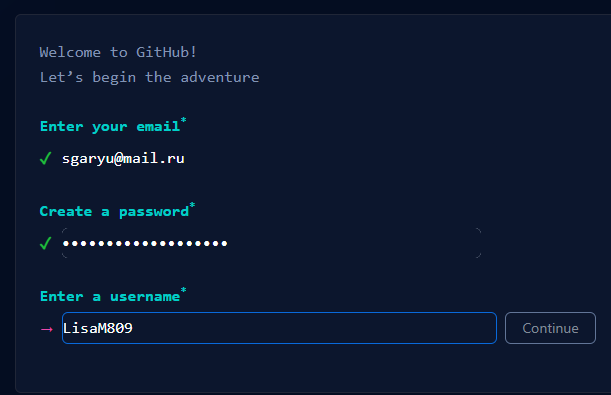 Welcome to GitHub!
Let’s begin the adventure
Enter your email*
✓ sgaryu@mail.ru
Create a password*
✓ •••••••••••••••••••
Enter a username*
→ LisaM809 Continue